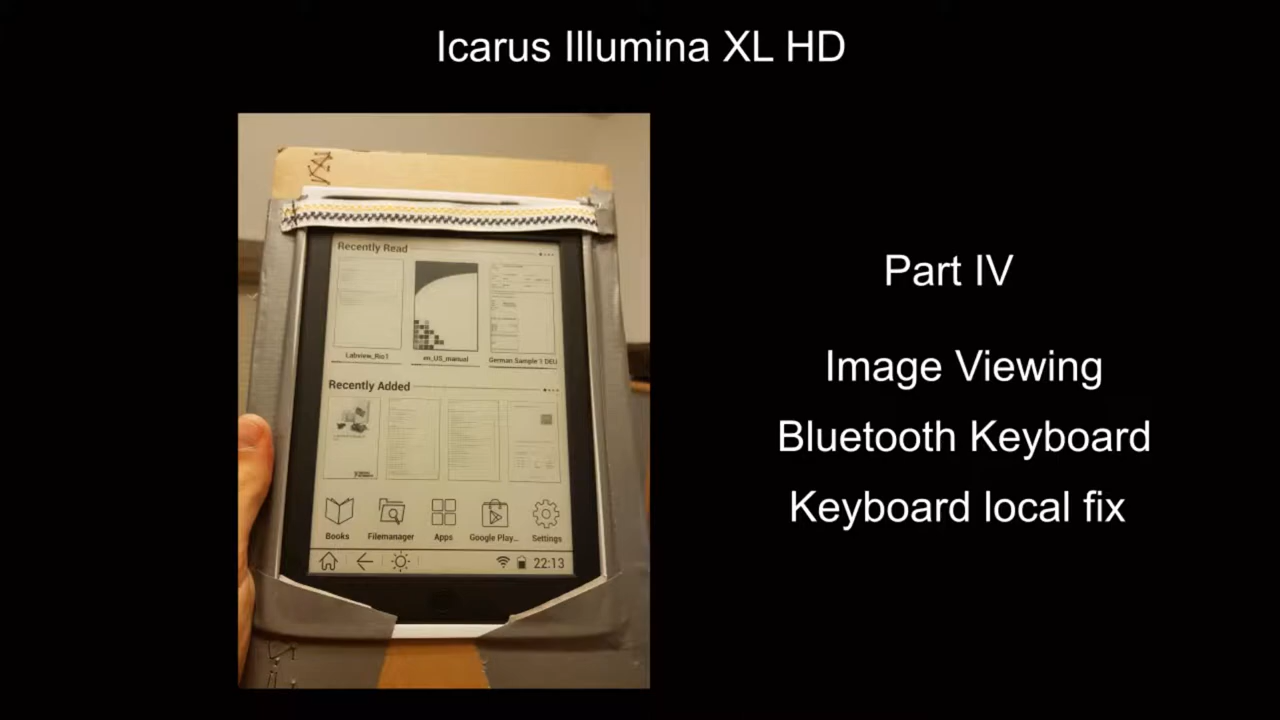 Icarus Illumina XL HD
Recently Read
Labview_Rio1
en_US_manual
German Sample 1 DEU
Recently Added
Books
Filemanager
Apps
Google Play...
Settings
22:13
Part IV
Image Viewing
Bluetooth Keyboard
Keyboard local fix